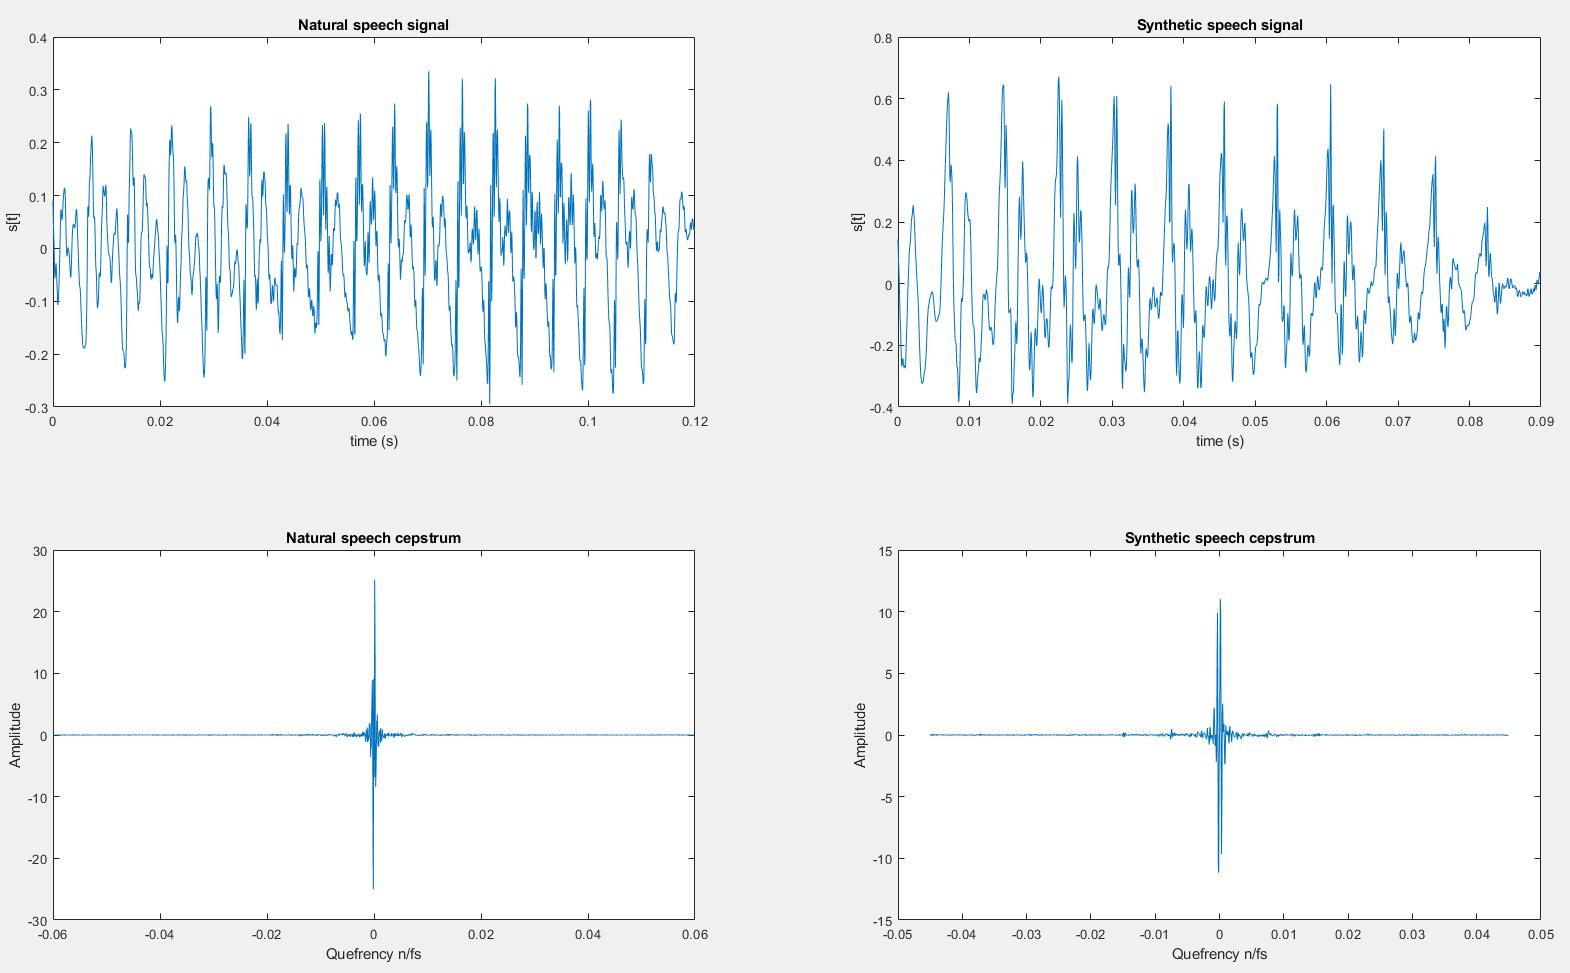 Natural speech signal
0.4
0.3
0.2
0.1
0
-0.1
-0.2
-0.3
s[t]
0 0.02 0.04 0.06 0.08 0.1 0.12
time (s)
Synthetic speech signal
0.8
0.6
0.4
0.2
0
-0.2
-0.4
s[t]
0 0.01 0.02 0.03 0.04 0.05 0.06 0.07 0.08 0.09
time (s)
Natural speech cepstrum
30
20
10
0
-10
-20
-30
Amplitude
-0.06 -0.04 -0.02 0 0.02 0.04 0.06
Quefrency n/fs
Synthetic speech cepstrum
15
10
5
0
-5
-10
-15
Amplitude
-0.05 -0.04 -0.03 -0.02 -0.01 0 0.01 0.02 0.03 0.04 0.05
Quefrency n/fs